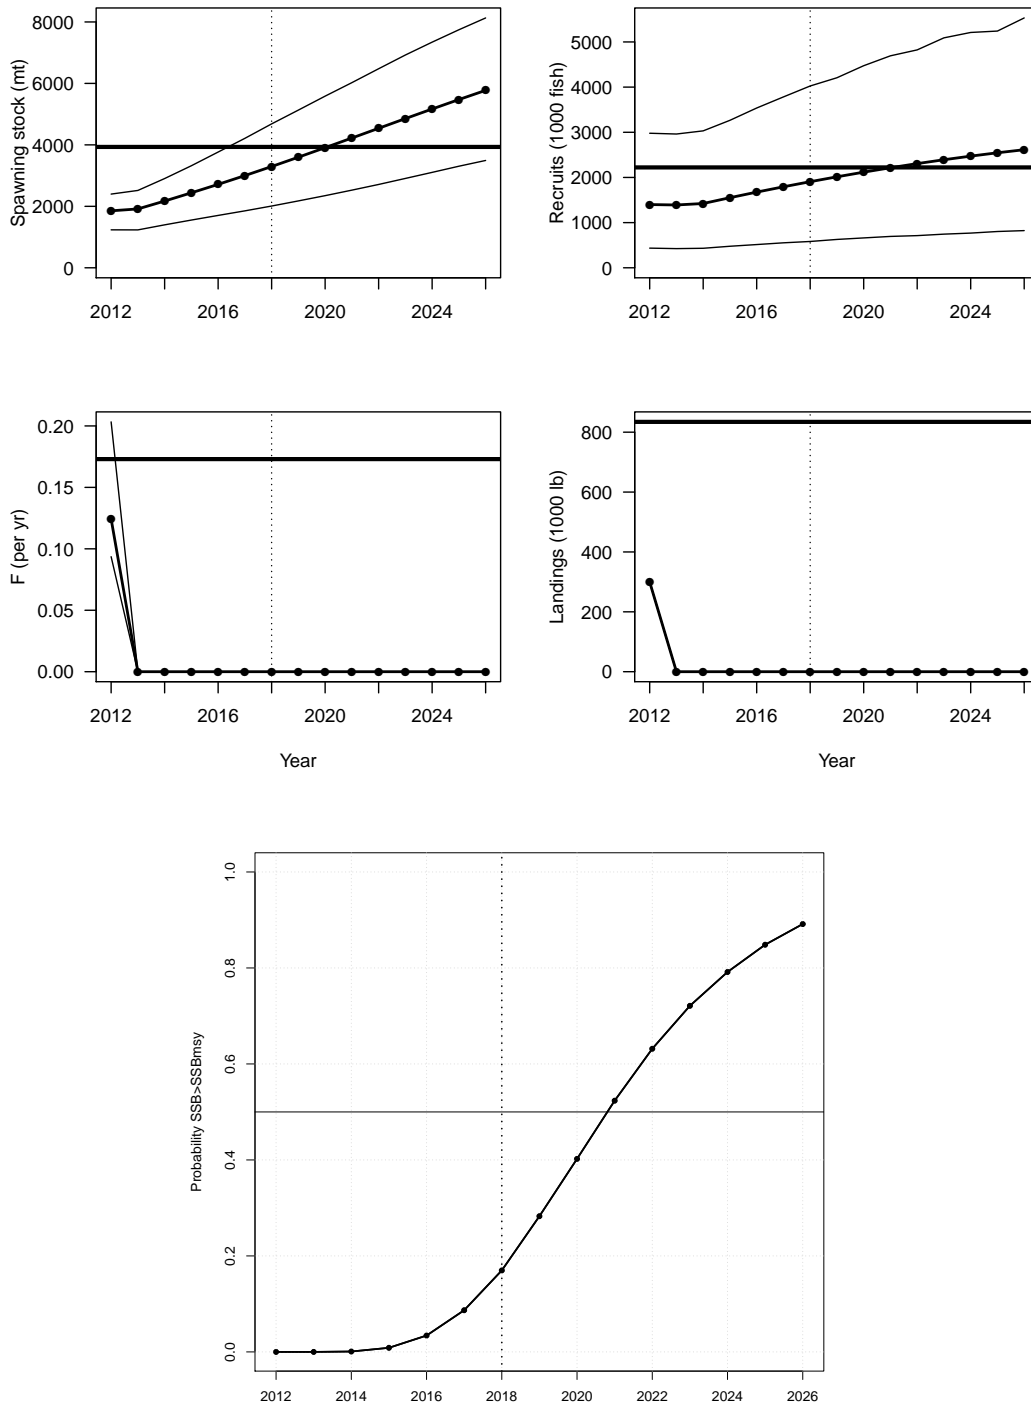 Spawning stock (mt)
8000
6000
4000
2000
0
2012 2016 2020 2024
Recruits (1000 fish)
5000
4000
3000
2000
1000
0
2012 2016 2020 2024
F (per yr)
0.20
0.15
0.10
0.05
0.00
2012 2016 2020 2024
Year
Landings (1000 lb)
800
600
400
200
0
2012 2016 2020 2024
Year
Probability SSB>SSBmsy
1.0
0.8
0.6
0.4
0.2
0.0
2012 2014 2016 2018 2020 2022 2024 2026